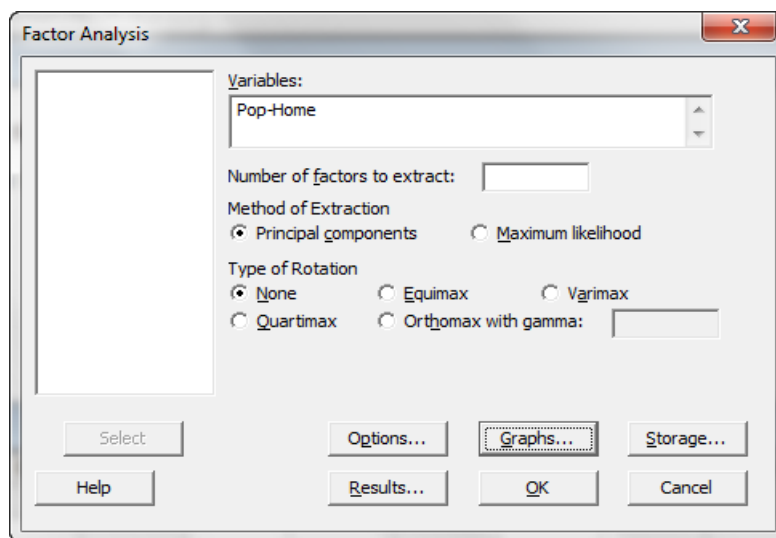 Factor Analysis
Variables:
Pop-Home
Number of factors to extract:
Method of Extraction
Principal components Maximum likelihood
Type of Rotation
None Equimax Varimax
Quartimax Orthomax with gamma:
Select Options... Graphs... Storage...
Help Results... OK Cancel